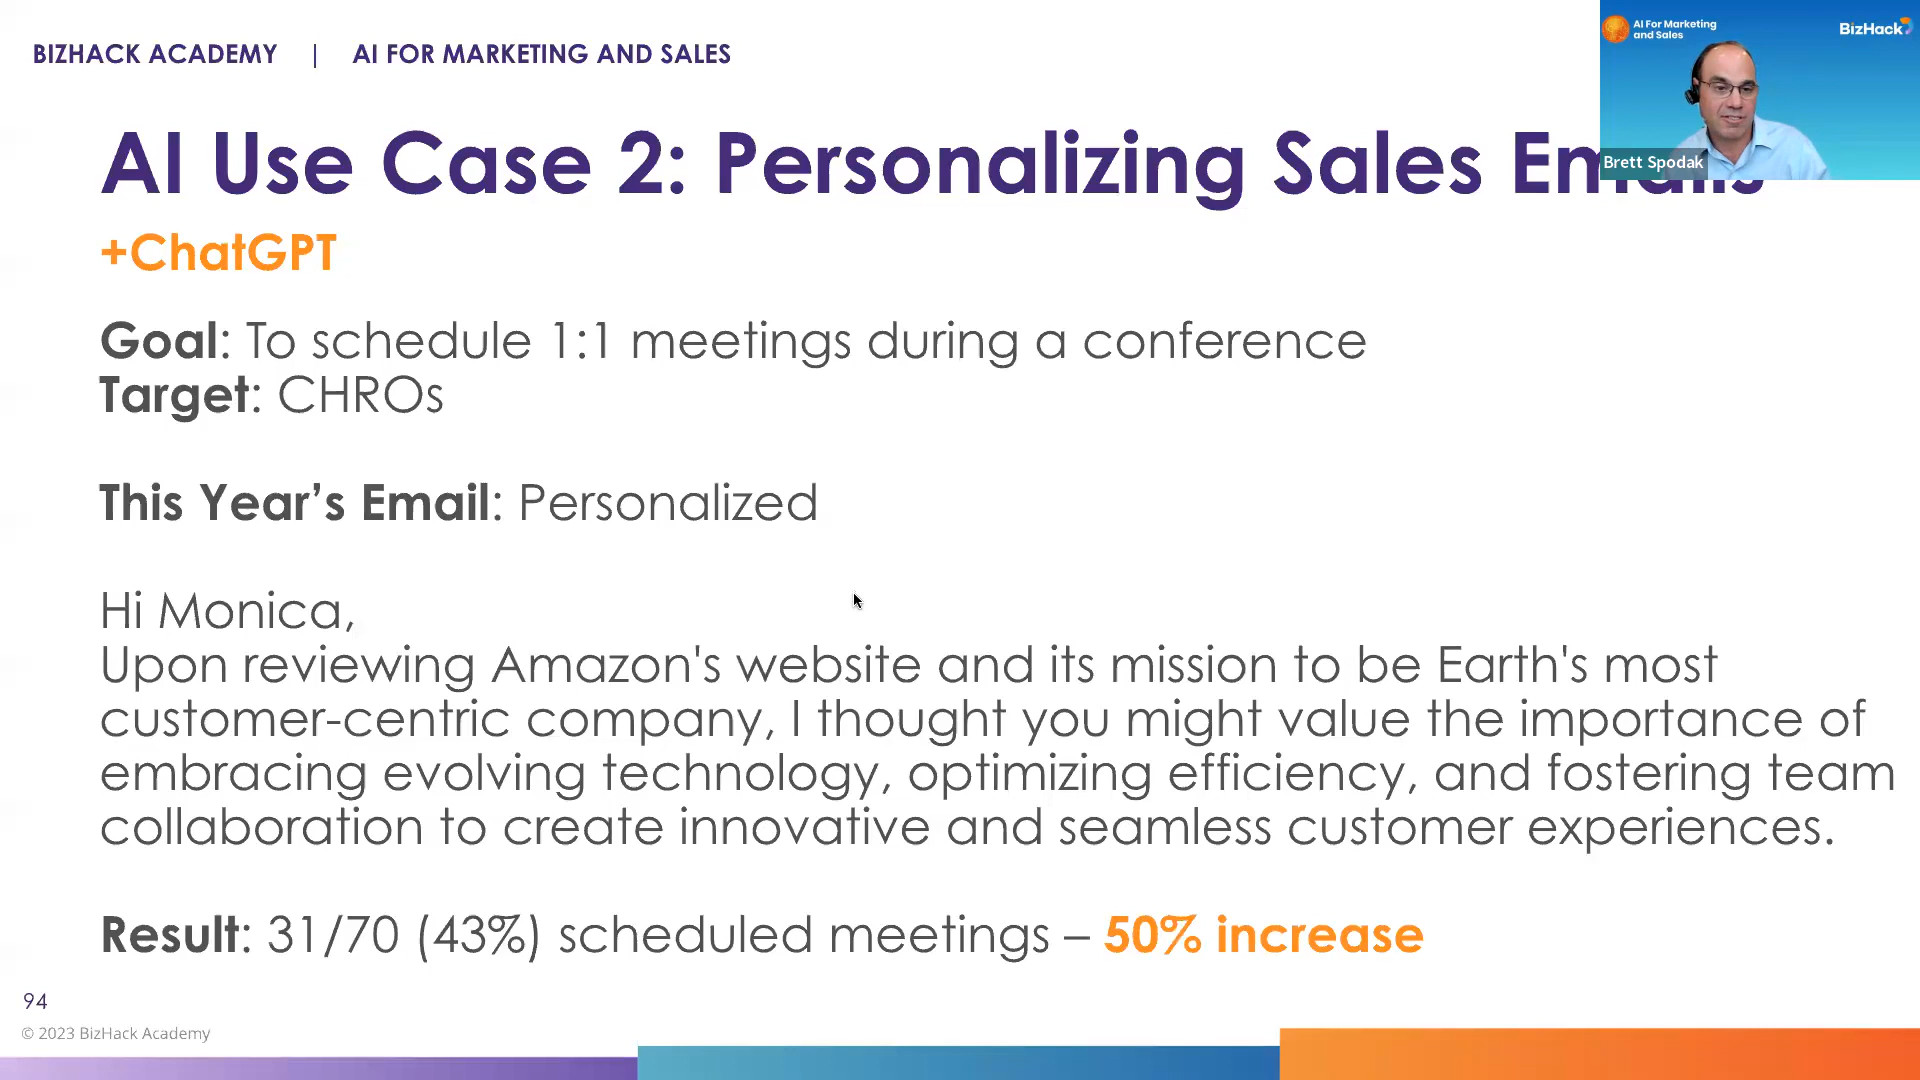 BIZHACK ACADEMY | AI FOR MARKETING AND SALES
AI For Marketing
and Sales
BizHack
AI Use Case 2: Personalizing Sales Emails
Brett Spodak
+ChatGPT
Goal: To schedule 1:1 meetings during a conference
Target: CHROs
This Year’s Email: Personalized
Hi Monica,
Upon reviewing Amazon's website and its mission to be Earth's most
customer-centric company, I thought you might value the importance of
embracing evolving technology, optimizing efficiency, and fostering team
collaboration to create innovative and seamless customer experiences.
Result: 31/70 (43%) scheduled meetings – 50% increase
94
© 2023 BizHack Academy